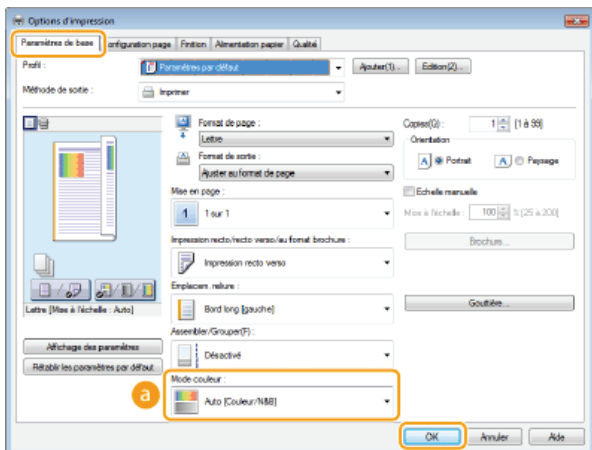 Options d'impression
Paramètres de base onfiguration page Finition Alimentation papier Qualité
Profil : Paramètres par défaut Ajouter(1)... Edition(2)...
Méthode de sortie : Imprimer
Format de page :
Lettre
Format de sortie :
Ajuster au format de page
Mise en page :
1 1 sur 1
Impression recto/recto verso/au format brochure :
Impression recto verso
Emplacem. reliure :
Bord long [gauche]
Assembler/Grouper(F) :
Désactivé
Mode couleur :
a Auto [Couleur/N&B]
Copies(Q) : 1 [1 à 99]
Orientation
A Portrait A Paysage
Echelle manuelle
Mise à l'échelle : 100 % [25 à 200]
Brochure...
Gouttière...
Lettre [Mise à l'échelle : Auto]
Affichage des paramètres
Rétablir les paramètres par défaut
OK Annuler Aide